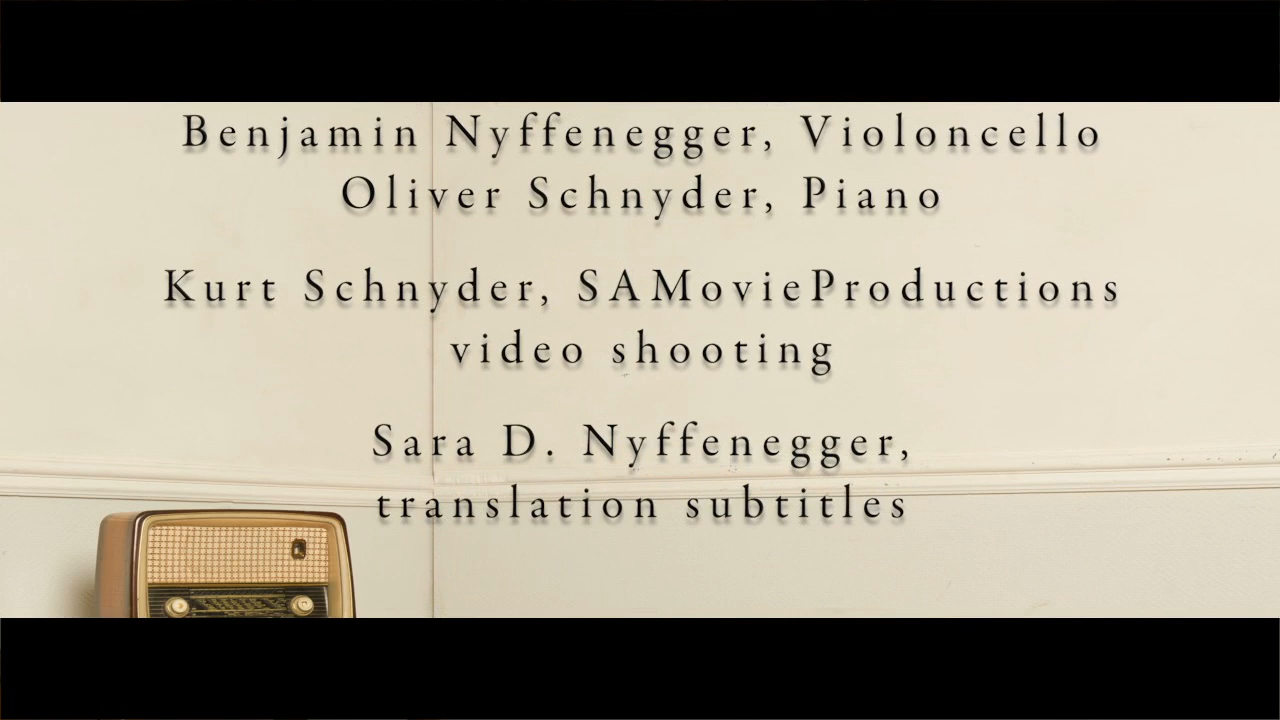 Benjamin Nyffenegger, Violoncello
Oliver Schnyder, Piano
Kurt Schnyder, SAMovieProductions
video shooting
Sara D. Nyffenegger,
translation subtitles